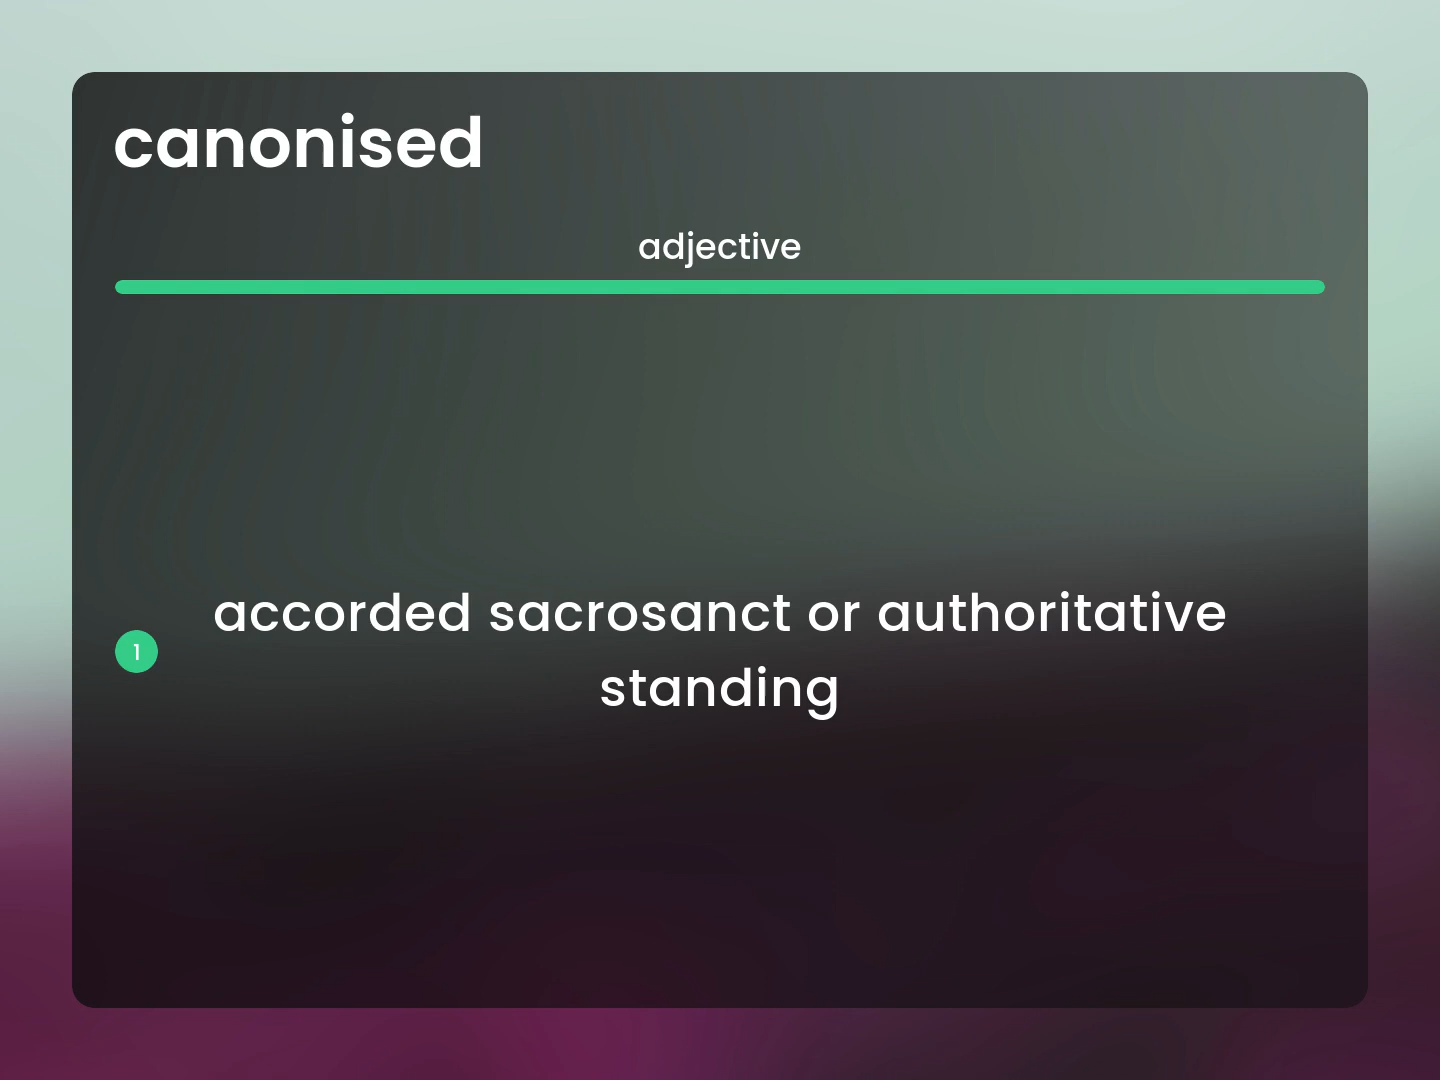 canonised
adjective
1
accorded sacrosanct or authoritative
standing